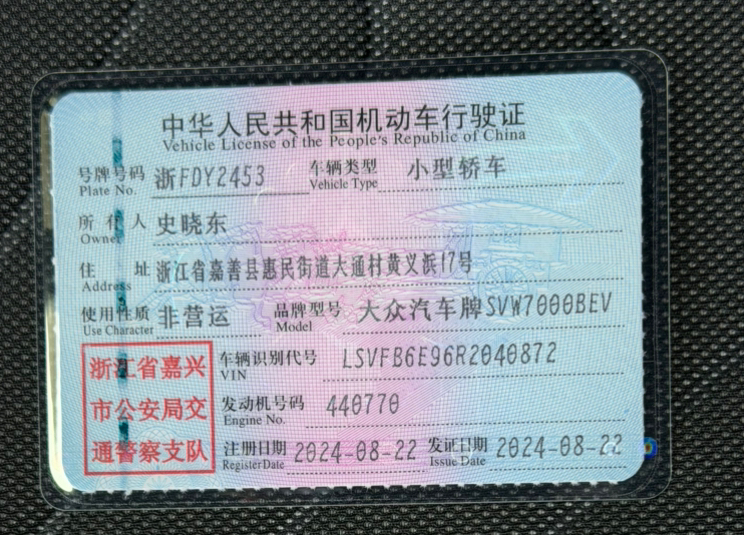 中华人民共和国机动车行驶证
Vehicle License of the People's Republic of China
号牌号码 浙FDY2453 车辆类型 小型轿车
Plate No. Vehicle Type
所有人 史晓东
Owner
住址 浙江省嘉善县惠民街道大通村黄义浜17号
Address
使用性质 非营运 品牌型号 大众汽车牌SVW7000BEV
Use Character Model
浙江省嘉兴
市公安局交
通警察支队
车辆识别代号 LSVFB6E96R2040872
VIN
发动机号码 440770
Engine No.
注册日期 2024-08-22 发证日期 2024-08-22
Register Date Issue Date